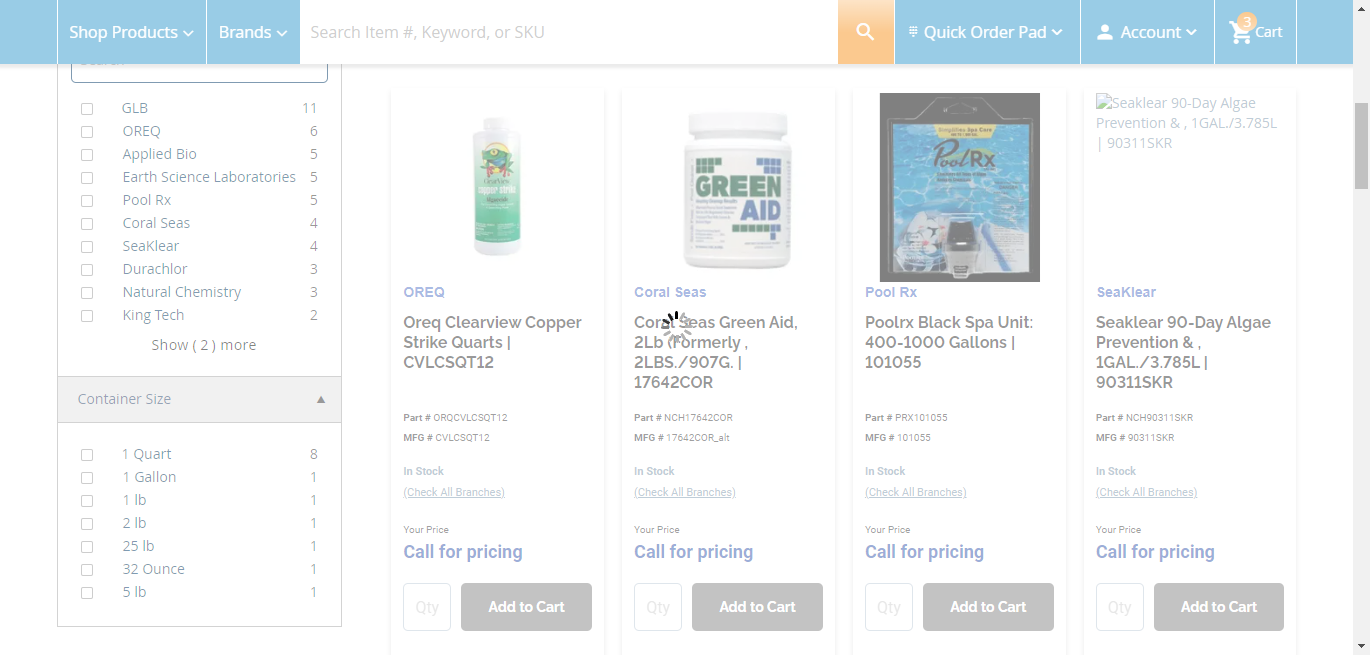 Shop Products
Brands
Search Item #, Keyword, or SKU
Quick Order Pad
Account
3
Cart
GLB 11
OREQ 6
Applied Bio 5
Earth Science Laboratories 5
Pool Rx 5
Coral Seas 4
SeaKlear 4
Durachlor 3
Natural Chemistry 3
King Tech 2
Show ( 2 ) more
Container Size
1 Quart 8
1 Gallon 1
1 lb 1
2 lb 1
25 lb 1
32 Ounce 1
5 lb 1
ClearView
copper strike
Algaecide
OREQ
Oreq Clearview Copper
Strike Quarts |
CVLCSQT12
Part # ORQCVLCSQT12
MFG # CVLCSQT12
In Stock
(Check All Branches)
Your Price
Call for pricing
Qty
Add to Cart
GREEN
AID
Coral Seas
Coral Seas Green Aid,
2Lb (Formerly ,
2LBS./907G. |
17642COR
Part # NCH17642COR
MFG # 17642COR_alt
In Stock
(Check All Branches)
Your Price
Call for pricing
Qty
Add to Cart
Simplifies Spa Care
PoolRx
Pool Rx
Poolrx Black Spa Unit:
400-1000 Gallons |
101055
Part # PRX101055
MFG # 101055
In Stock
(Check All Branches)
Your Price
Call for pricing
Qty
Add to Cart
Seaklear 90-Day Algae
Prevention & , 1GAL./3.785L
| 90311SKR
SeaKlear
Seaklear 90-Day Algae
Prevention & ,
1GAL./3.785L |
90311SKR
Part # NCH90311SKR
MFG # 90311SKR
In Stock
(Check All Branches)
Your Price
Call for pricing
Qty
Add to Cart